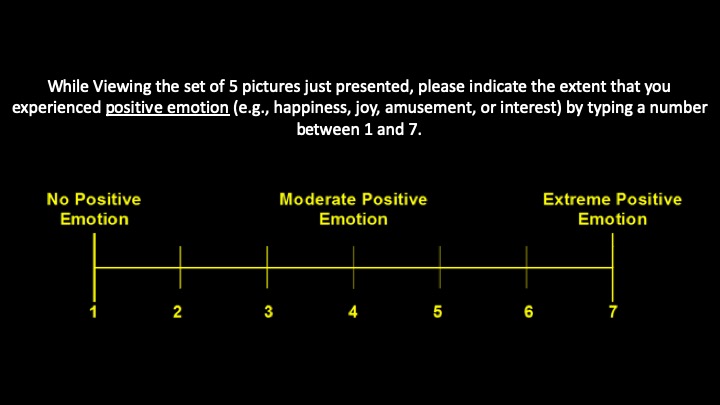 While Viewing the set of 5 pictures just presented, please indicate the extent that you
experienced positive emotion (e.g., happiness, joy, amusement, or interest) by typing a number
between 1 and 7.
No Positive
Emotion
Moderate Positive
Emotion
Extreme Positive
Emotion
1 2 3 4 5 6 7